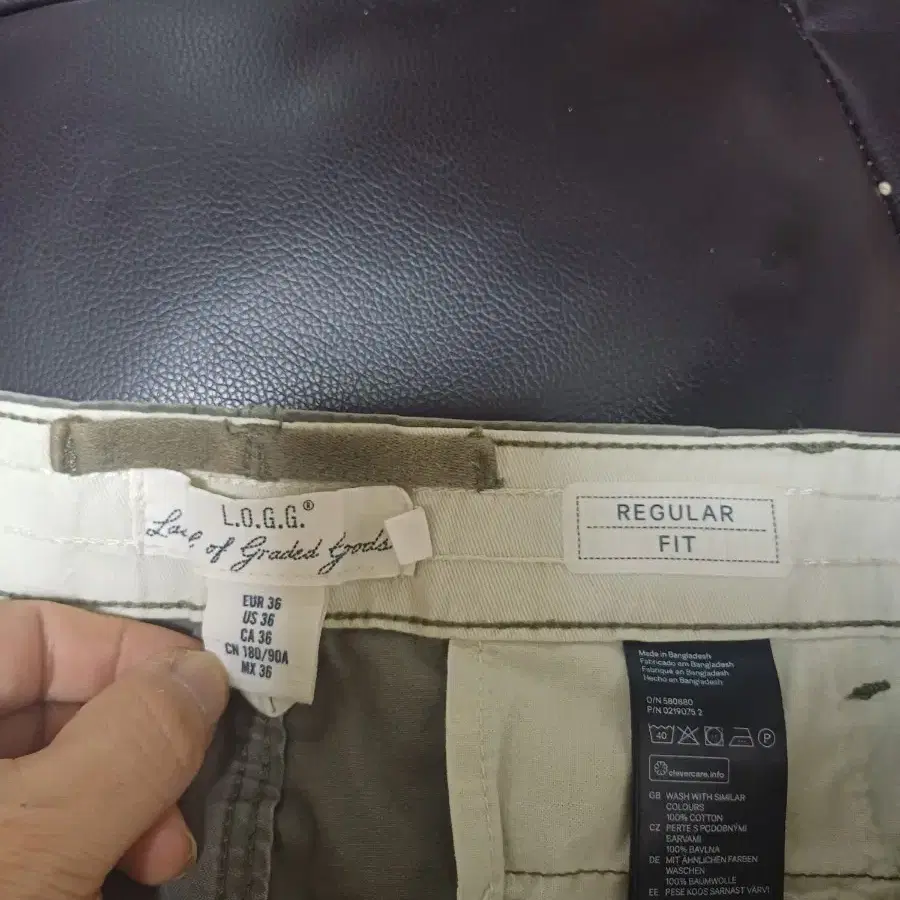 L.O.G.G.®
of Graded Goods
EUR 36
US 36
CA 36
CN 180/90A
MX 36
REGULAR
FIT
Made in Bangladesh
Fabricado em Bangladesh
Fabriqué en Bangladesh
Hecho en Bangladesh
O/N 580680
P/N 0219075.2
40
P
clevercare.info
GB WASH WITH SIMILAR
COLOURS
100% COTTON
CZ PERTE S PODOBNÝMI
BARVAMI
100% BAVLNA
DE MIT ÄHNLICHEN FARBEN
WASCHEN
100% BAUMWOLLE
EE PESE KOOS SARNAST VÄRVI